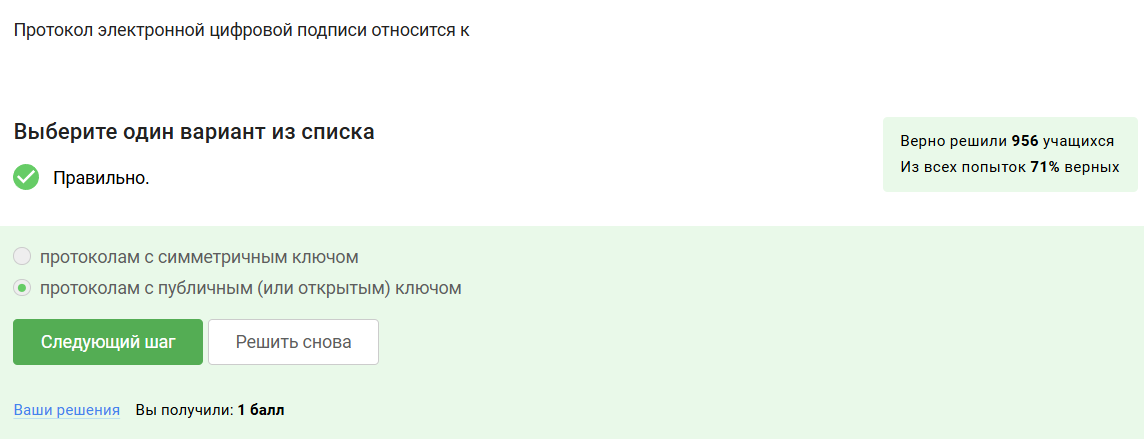 Протокол электронной цифровой подписи относится к
Выберите один вариант из списка
Правильно.
Верно решили 956 учащихся
Из всех попыток 71% верных
протоколам с симметричным ключом
протоколам с публичным (или открытым) ключом
Следующий шаг
Решить снова
Ваши решения Вы получили: 1 балл